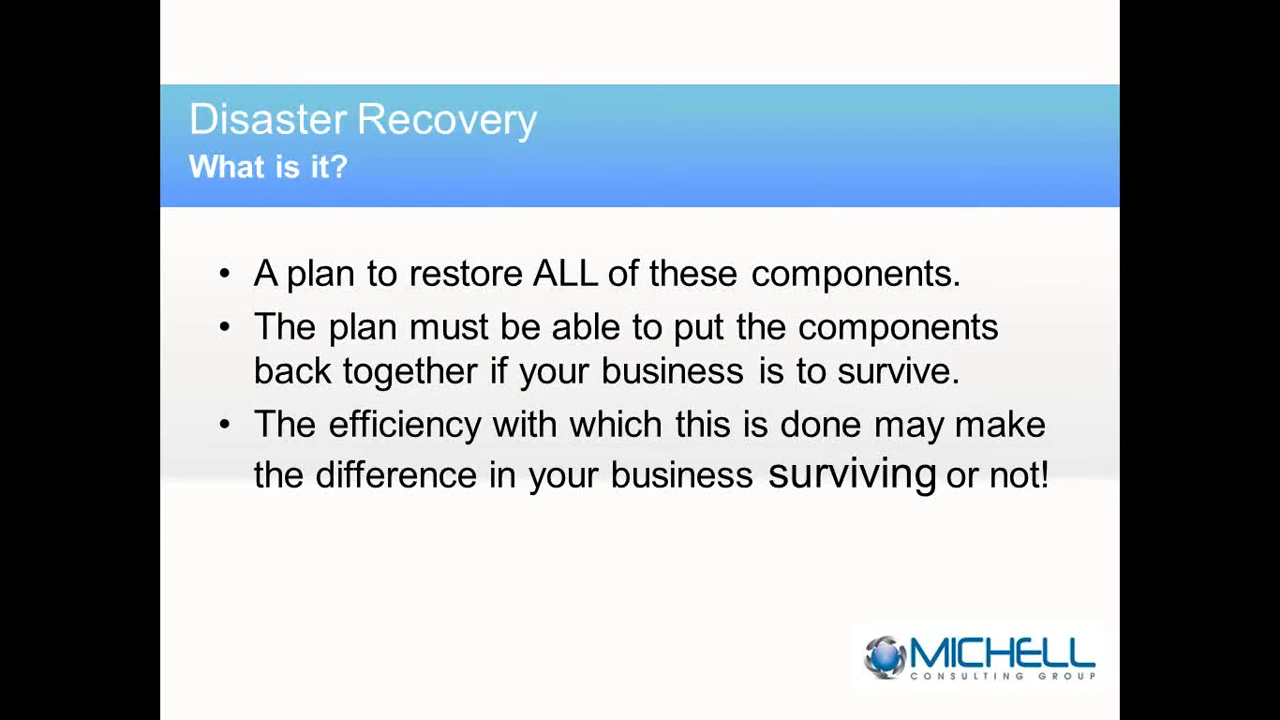 Disaster Recovery
What is it?
• A plan to restore ALL of these components.
• The plan must be able to put the components
back together if your business is to survive.
• The efficiency with which this is done may make
the difference in your business surviving or not!
MICHELL
CONSULTING GROUP